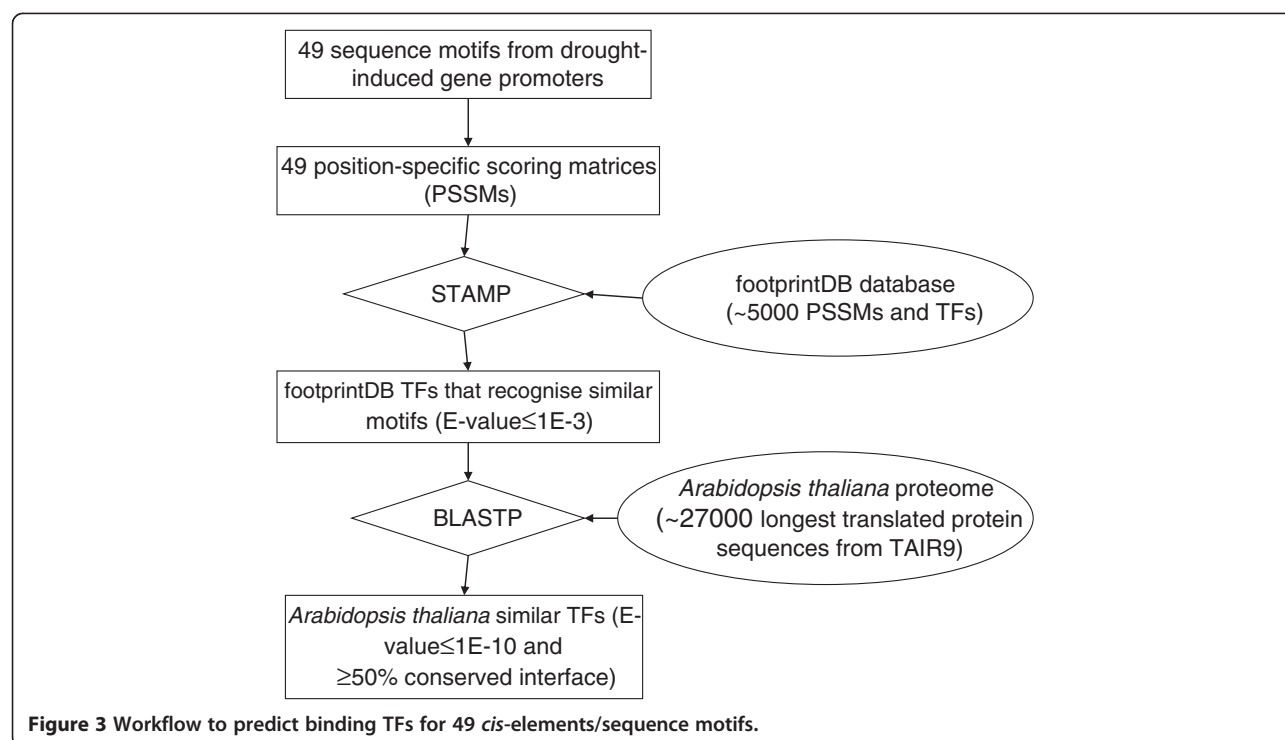 49 sequence motifs from drought-
induced gene promoters
49 position-specific scoring matrices
(PSSMs)
STAMP
footprintDB database
(~5000 PSSMs and TFs)
footprintDB TFs that recognise similar
motifs (E-value≤1E-3)
BLASTP
Arabidopsis thaliana proteome
(~27000 longest translated protein
sequences from TAIR9)
Arabidopsis thaliana similar TFs (E-
value≤1E-10 and
≥50% conserved interface)
Figure 3 Workflow to predict binding TFs for 49 cis-elements/sequence motifs.